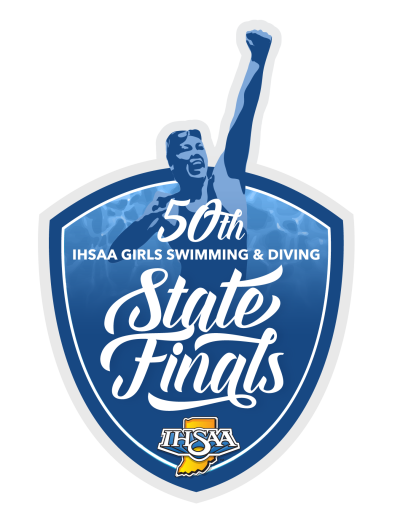 50th
IHSAA GIRLS SWIMMING & DIVING
State
Finals
IHSAA